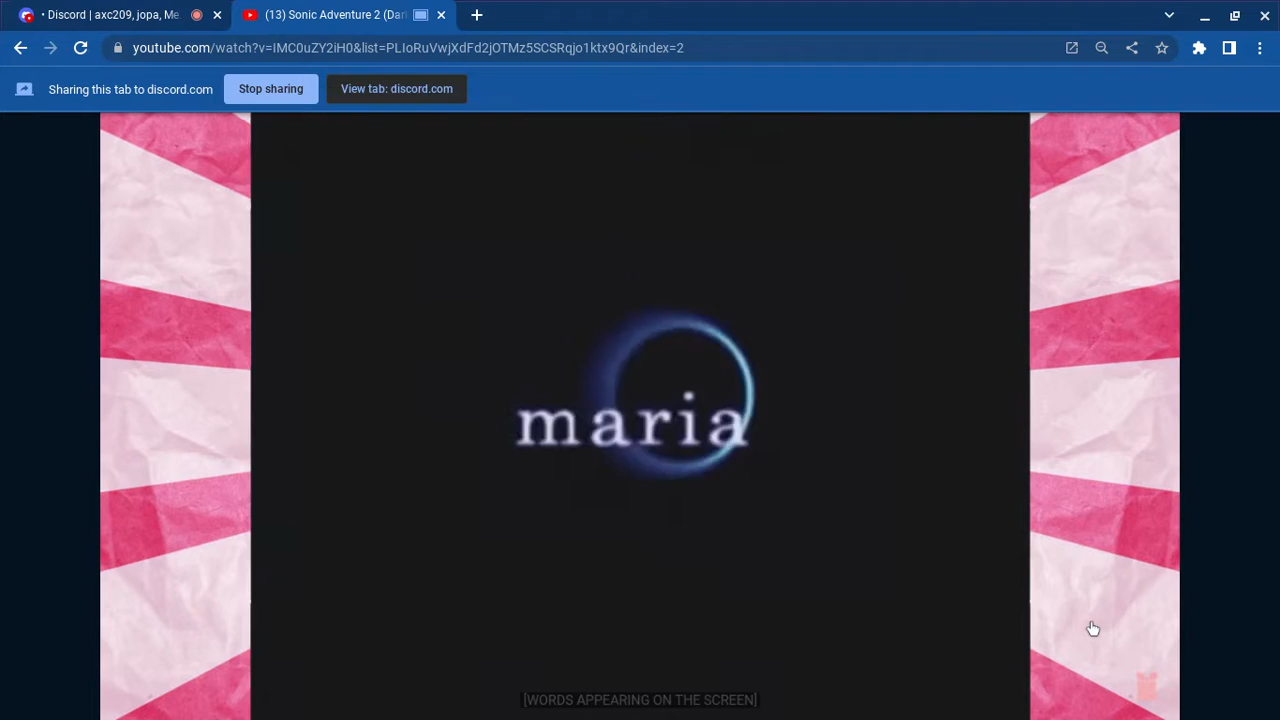 • Discord | axc209, jopa, Me
(13) Sonic Adventure 2 (Dar
youtube.com/watch?v=IMC0uZY2iH0&list=PLIoRuVwjXdFd2jOTMz5SCSRqjo1ktx9Qr&index=2
Sharing this tab to discord.com
Stop sharing
View tab: discord.com
maria
[WORDS APPEARING ON THE SCREEN]